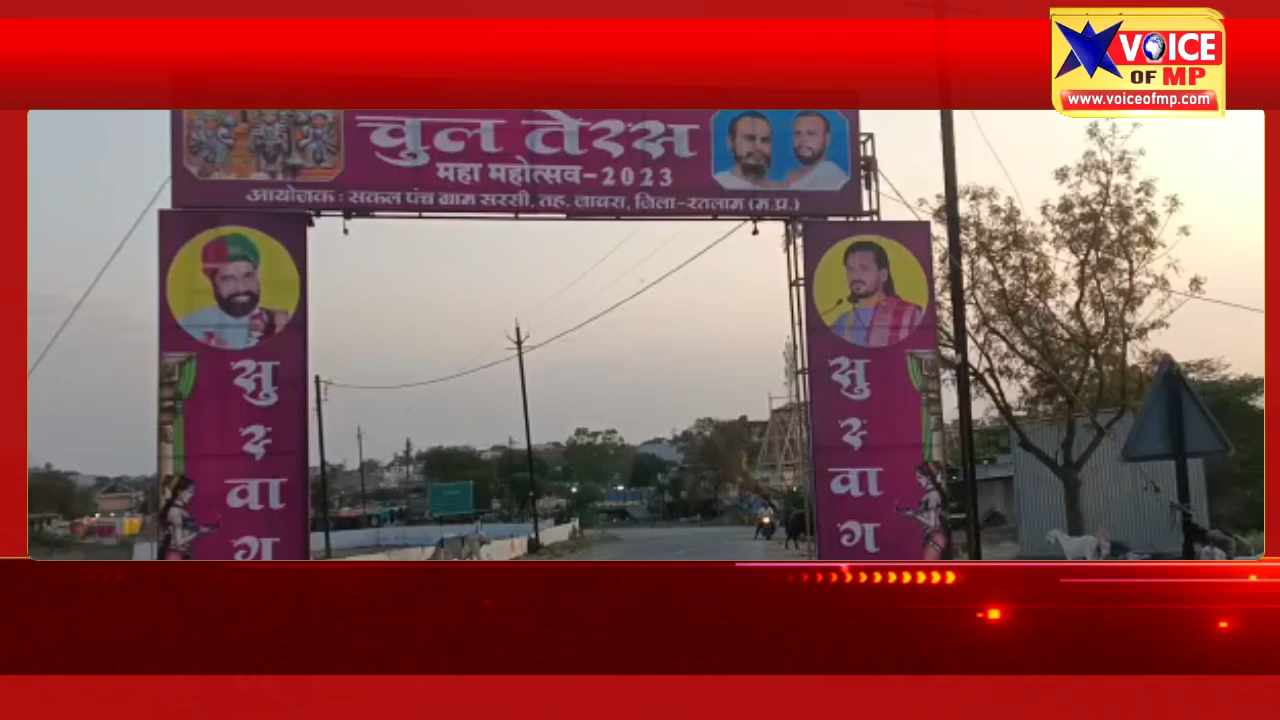 VOICE
OF MP
www.voiceofmp.com
चुल तेरस
महा महोत्सव-2023
आयोजक : सकल पंच ग्राम सरसी, तह. जावरा, जिला-रतलाम (म.प्र.)
सु
स्
वा
ग
सु
स्
वा
ग